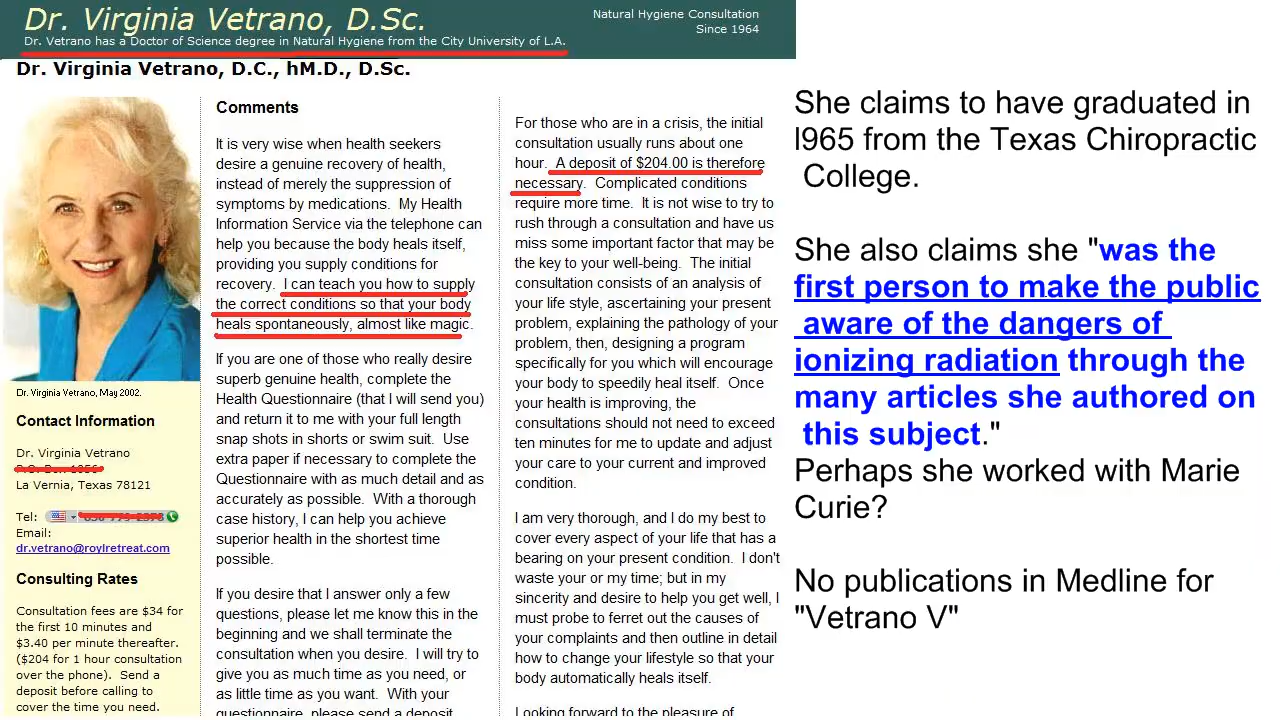 Dr. Virginia Vetrano, D.Sc.
Dr. Vetrano has a Doctor of Science degree in Natural Hygiene from the City University of L.A.
Natural Hygiene Consultation
Since 1964
Dr. Virginia Vetrano, D.C., hM.D., D.Sc.
Dr. Virginia Vetrano, May 2002.
Contact Information
Dr. Virginia Vetrano
La Vernia, Texas 78121
Tel:
Email:
dr.vetrano@roylretreat.com
Consulting Rates
Consultation fees are $34 for
the first 10 minutes and
$3.40 per minute thereafter.
($204 for 1 hour consultation
over the phone). Send a
deposit before calling to
cover the time you need.
Comments
It is very wise when health seekers
desire a genuine recovery of health,
instead of merely the suppression of
symptoms by medications. My Health
Information Service via the telephone can
help you because the body heals itself,
providing you supply conditions for
recovery. I can teach you how to supply
the correct conditions so that your body
heals spontaneously, almost like magic.
If you are one of those who really desire
superb genuine health, complete the
Health Questionnaire (that I will send you)
and return it to me with your full length
snap shots in shorts or swim suit. Use
extra paper if necessary to complete the
Questionnaire with as much detail and as
accurately as possible. With a thorough
case history, I can help you achieve
superior health in the shortest time
possible.
If you desire that I answer only a few
questions, please let me know this in the
beginning and we shall terminate the
consultation when you desire. I will try to
give you as much time as you need, or
as little time as you want. With your
questionnaire, please send a deposit
For those who are in a crisis, the initial
consultation usually runs about one
hour. A deposit of $204.00 is therefore
necessary. Complicated conditions
require more time. It is not wise to try to
rush through a consultation and have us
miss some important factor that may be
the key to your well-being. The initial
consultation consists of an analysis of
your life style, ascertaining your present
problem, explaining the pathology of your
problem, then, designing a program
specifically for you which will encourage
your body to speedily heal itself. Once
your health is improving, the
consultations should not need to exceed
ten minutes for me to update and adjust
your care to your current and improved
condition.
I am very thorough, and I do my best to
cover every aspect of your life that has a
bearing on your present condition. I don't
waste your or my time; but in my
sincerity and desire to help you get well, I
must probe to ferret out the causes of
your complaints and then outline in detail
how to change your lifestyle so that your
body automatically heals itself.
Looking forward to the pleasure of
She claims to have graduated in
l965 from the Texas Chiropractic
College.
She also claims she "was the
first person to make the public
aware of the dangers of
ionizing radiation through the
many articles she authored on
this subject."
Perhaps she worked with Marie
Curie?
No publications in Medline for
"Vetrano V"